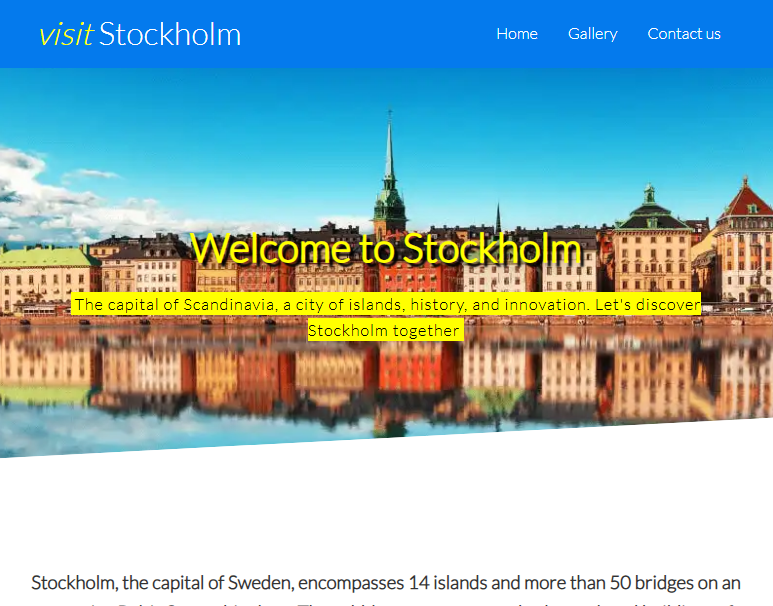 visit Stockholm
Home Gallery Contact us
Welcome to Stockholm
The capital of Scandinavia, a city of islands, history, and innovation. Let's discover
Stockholm together
Stockholm, the capital of Sweden, encompasses 14 islands and more than 50 bridges on an